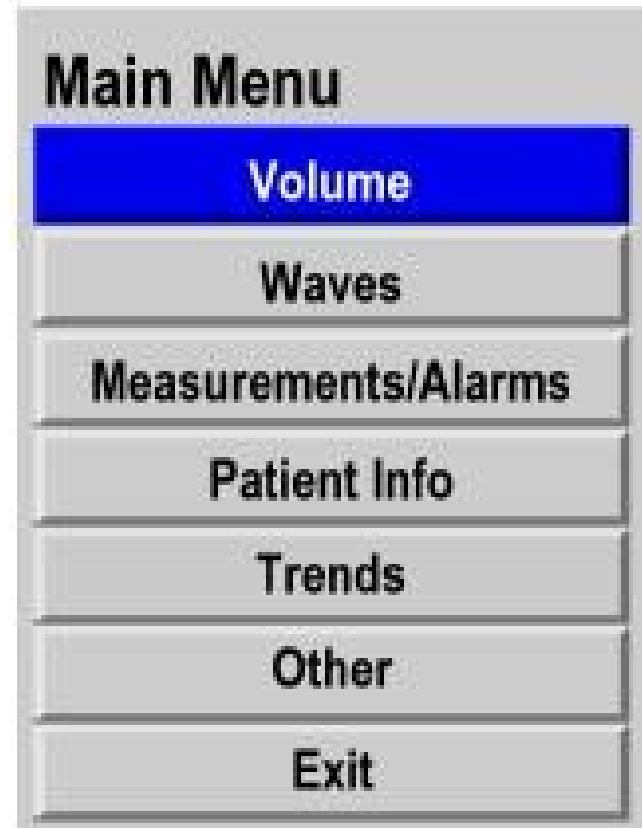 Main Menu
Volume
Waves
Measurements/Alarms
Patient Info
Trends
Other
Exit